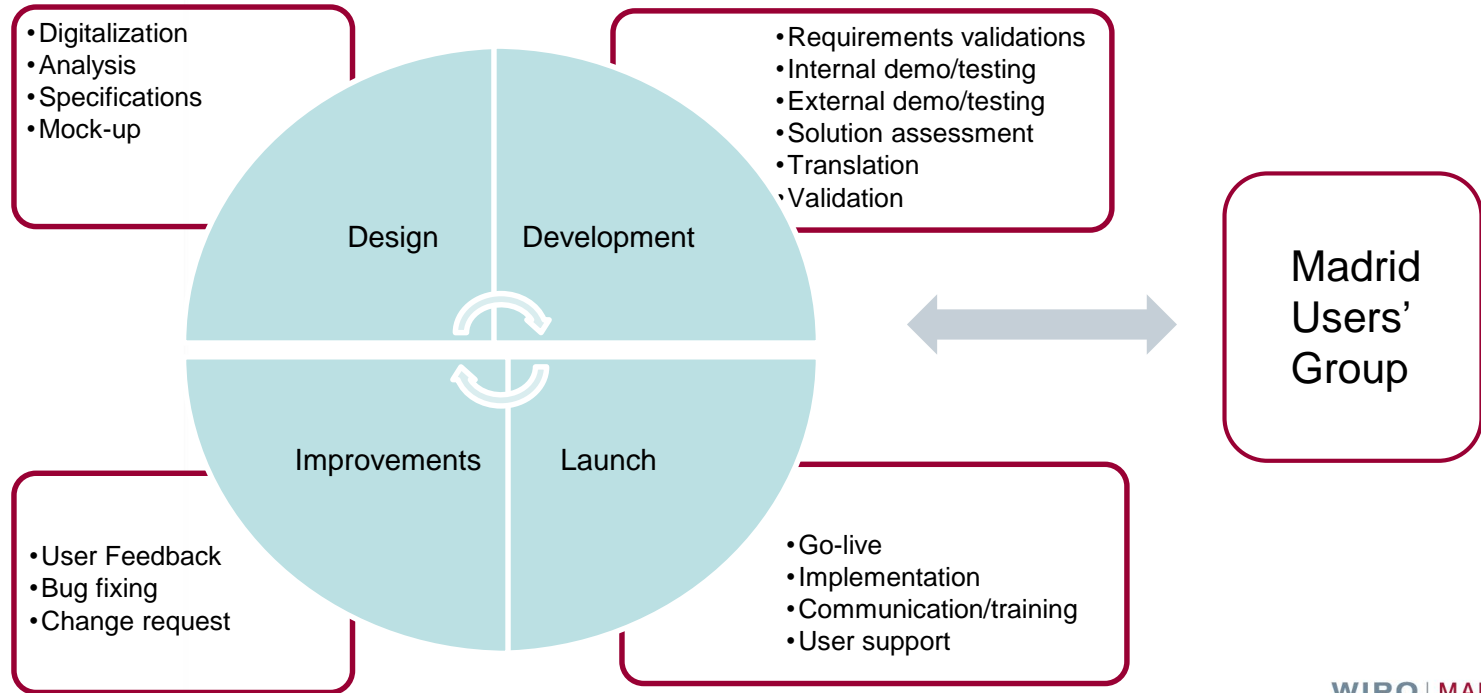 •Digitalization
•Analysis
•Specifications
•Mock-up
•Requirements validations
•Internal demo/testing
•External demo/testing
•Solution assessment
•Translation
•Validation
Design
Development
Improvements
Launch
•User Feedback
•Bug fixing
•Change request
•Go-live
•Implementation
•Communication/training
•User support
Madrid
Users’
Group